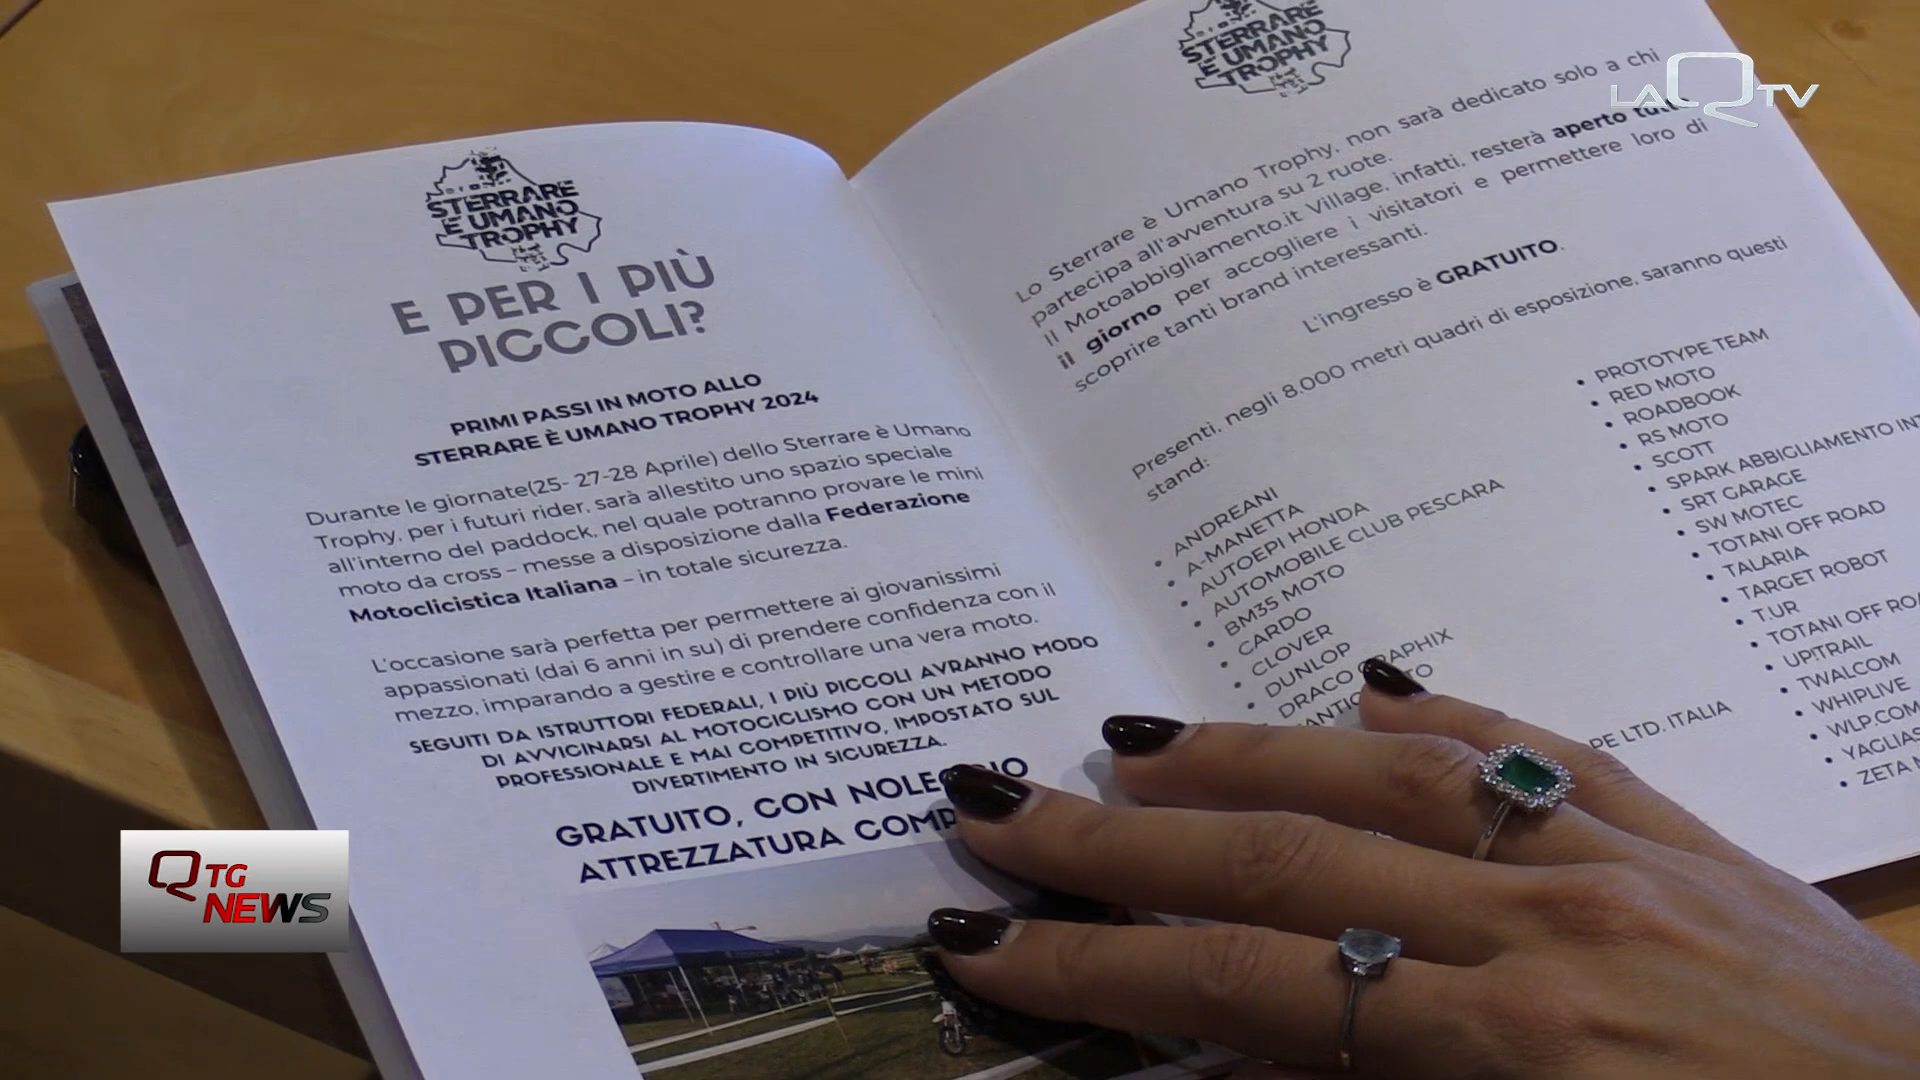 STERRARE
È UMANO
TROPHY
E PER I PIÙ
PICCOLI?
PRIMI PASSI IN MOTO ALLO
STERRARE È UMANO TROPHY 2024
Durante le giornate(25- 27-28 Aprile) dello Sterrare è Umano
Trophy, per i futuri rider, sarà allestito uno spazio speciale
all'interno del paddock, nel quale potranno provare le mini
moto da cross – messe a disposizione dalla Federazione
Motoclicistica Italiana – in totale sicurezza.
L'occasione sarà perfetta per permettere ai giovanissimi
appassionati (dai 6 anni in su) di prendere confidenza con il
mezzo, imparando a gestire e controllare una vera moto.
SEGUITI DA ISTRUTTORI FEDERALI, I PIÙ PICCOLI AVRANNO MODO
DI AVVICINARSI AL MOTOCICLISMO CON UN METODO
PROFESSIONALE E MAI COMPETITIVO, IMPOSTATO SUL
DIVERTIMENTO IN SICUREZZA.
GRATUITO, CON
ATTREZZATURA
STERRARE
È UMANO
TROPHY
Lo Sterrare è Umano Trophy, non sarà dedicato solo a chi
partecipa all'avventura su 2 ruote.
Il Motoabbigliamento.it Village, infatti, resterà aperto
il giorno per accogliere i visitatori e permettere loro di
scoprire tanti brand interessanti.
L'ingresso è GRATUITO.
Presenti, negli 8.000 metri quadri di esposizione, saranno questi
stand:
• ANDREANI
• A-MANETTA
• AUTOEPI HONDA
• AUTOMOBILE CLUB PESCARA
• BM35 MOTO
• CARDO
• CLOVER
• DUNLOP
• DRACO GRAPHIX
PE LTD. ITALIA
• PROTOTYPE TEAM
• RED MOTO
• ROADBOOK
• RS MOTO
• SCOTT
• SPARK ABBIGLIAMENTO
• SRT GARAGE
• SW MOTEC
• TOTANI OFF ROAD
• TALARIA
• TARGET ROBOT
• T.UR
• TOTANI OFF
• UP!TRAIL
• TWALCOM
• WHIPLIVE
• WLP.COM
• ZETA
LAQTV
Q TG
NEWS